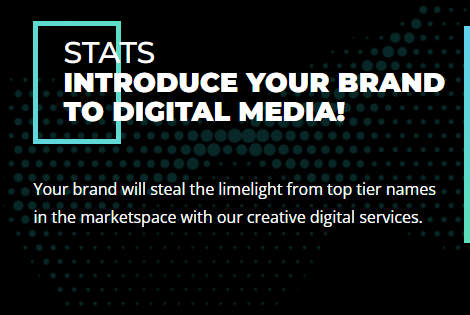 STATS
INTRODUCE YOUR BRAND
TO DIGITAL MEDIA!
Your brand will steal the limelight from top tier names
in the marketspace with our creative digital services.